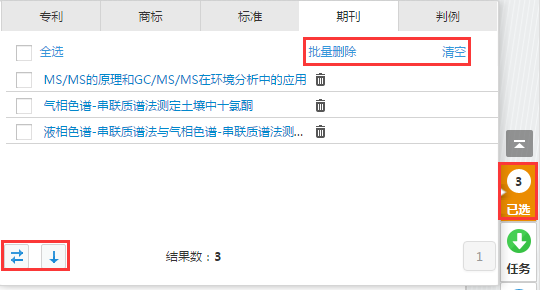 专利 商标 标准 期刊 判例
全选 批量删除 清空
MS/MS的原理和GC/MS/MS在环境分析中的应用
气相色谱-串联质谱法测定土壤中十氯酮
液相色谱-串联质谱法与气相色谱-串联质谱法测...
3
已选
任务
结果数：3
1